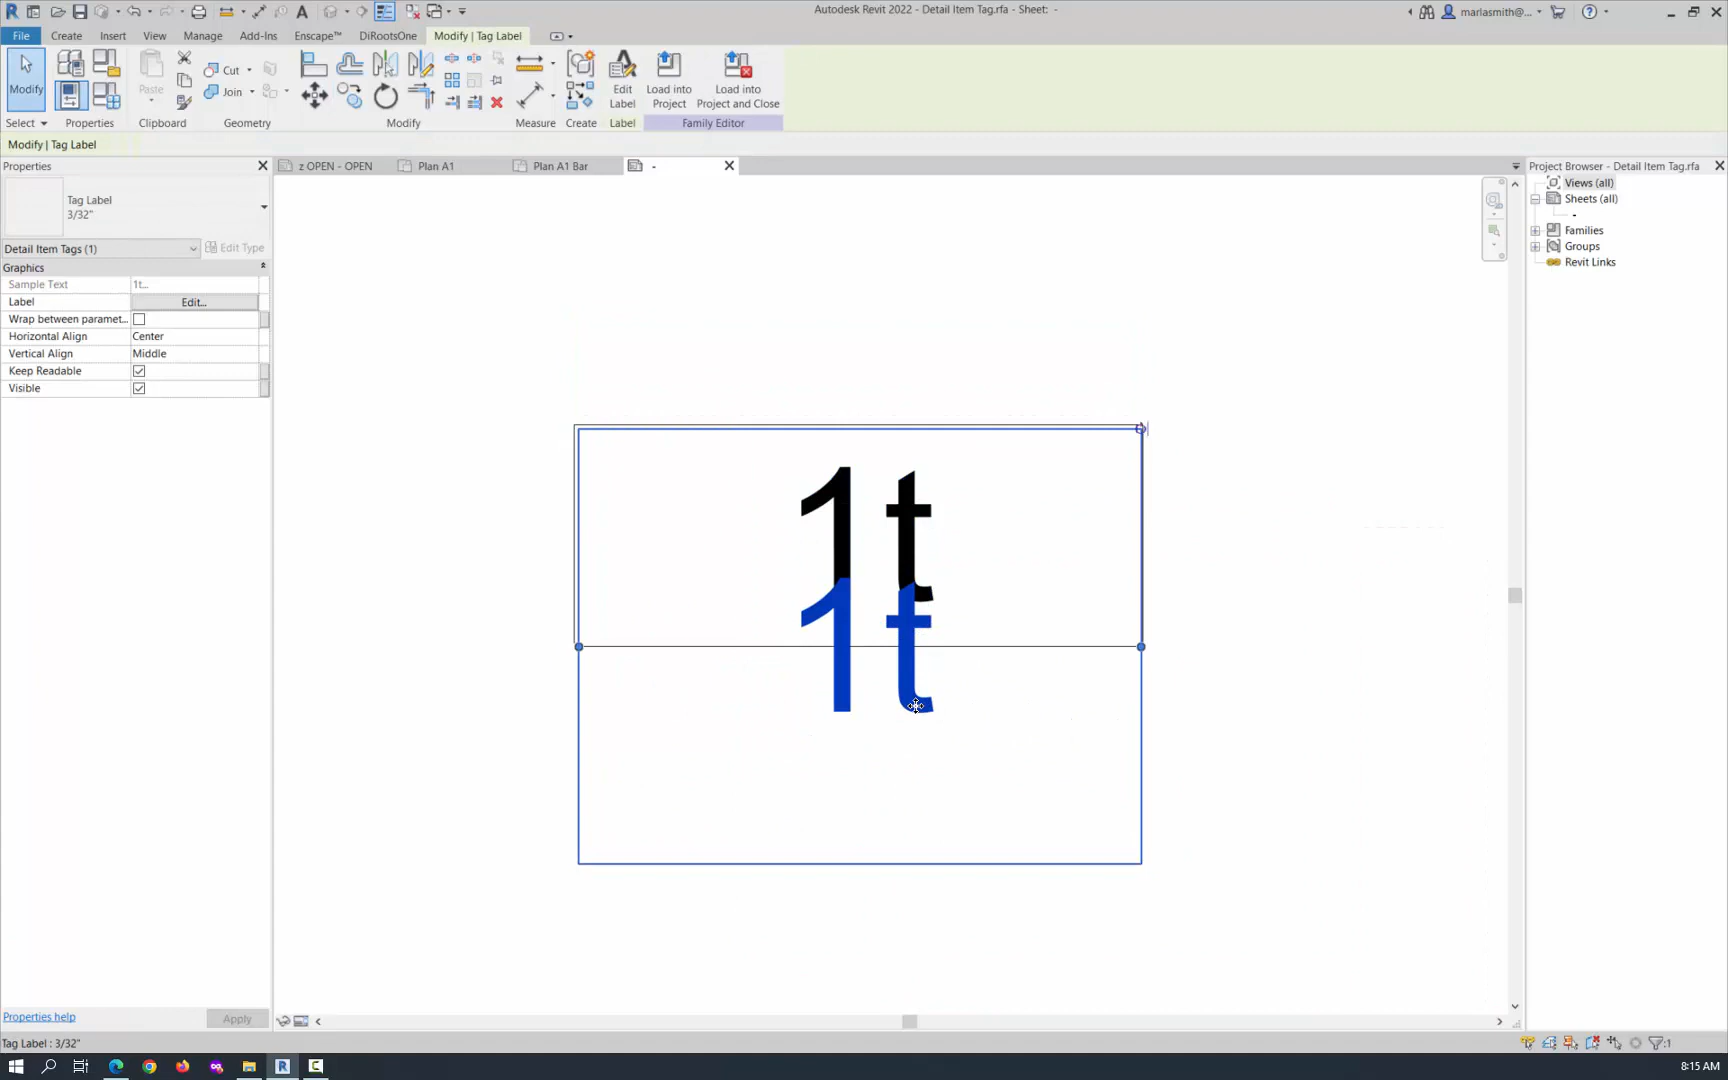 Autodesk Revit 2022 - Detail Item Tag.rfa - Sheet: -
marlasmith@...
File Create Insert View Manage Add-Ins Enscape™ DiRootsOne Modify | Tag Label
Modify Paste Cut Join Edit Label Load into Project Load into Project and Close
Select Properties Clipboard Geometry Modify Measure Create Label Family Editor
Modify | Tag Label
Properties
z OPEN - OPEN Plan A1 Plan A1 Bar -
Project Browser - Detail Item Tag.rfa
Tag Label
3/32"
Detail Item Tags (1) Edit Type
Graphics
Sample Text 1t...
Label Edit...
Wrap between paramet...
Horizontal Align Center
Vertical Align Middle
Keep Readable
Visible
Views (all)
Sheets (all)
-
Families
Groups
Revit Links
1t
1t
Properties help Apply
Tag Label : 3/32"
:1
8:15 AM